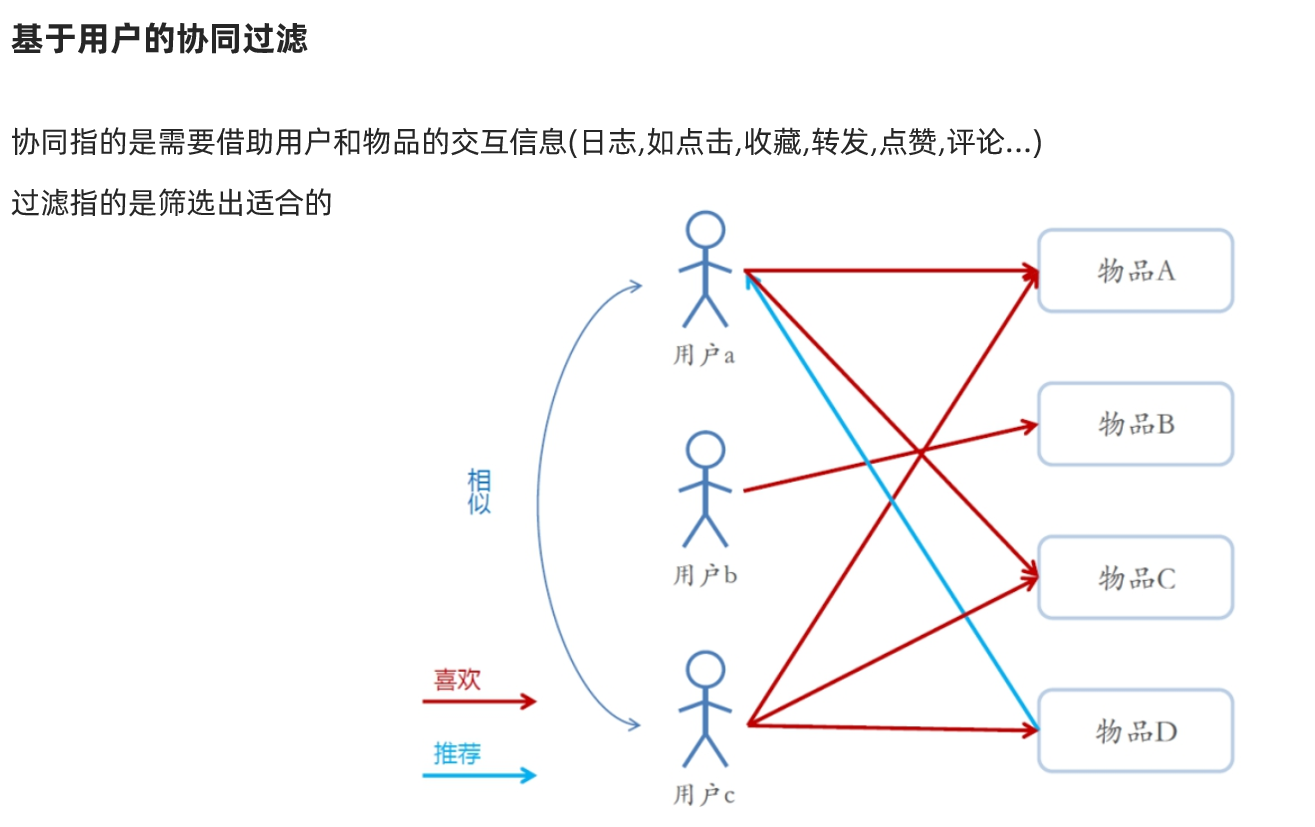 基于用户的协同过滤
协同指的是需要借助用户和物品的交互信息(日志,如点击,收藏,转发,点赞,评论...)
过滤指的是筛选出适合的
物品A
用户a
物品B
相似
用户b
物品C
喜欢
推荐
物品D
用户c